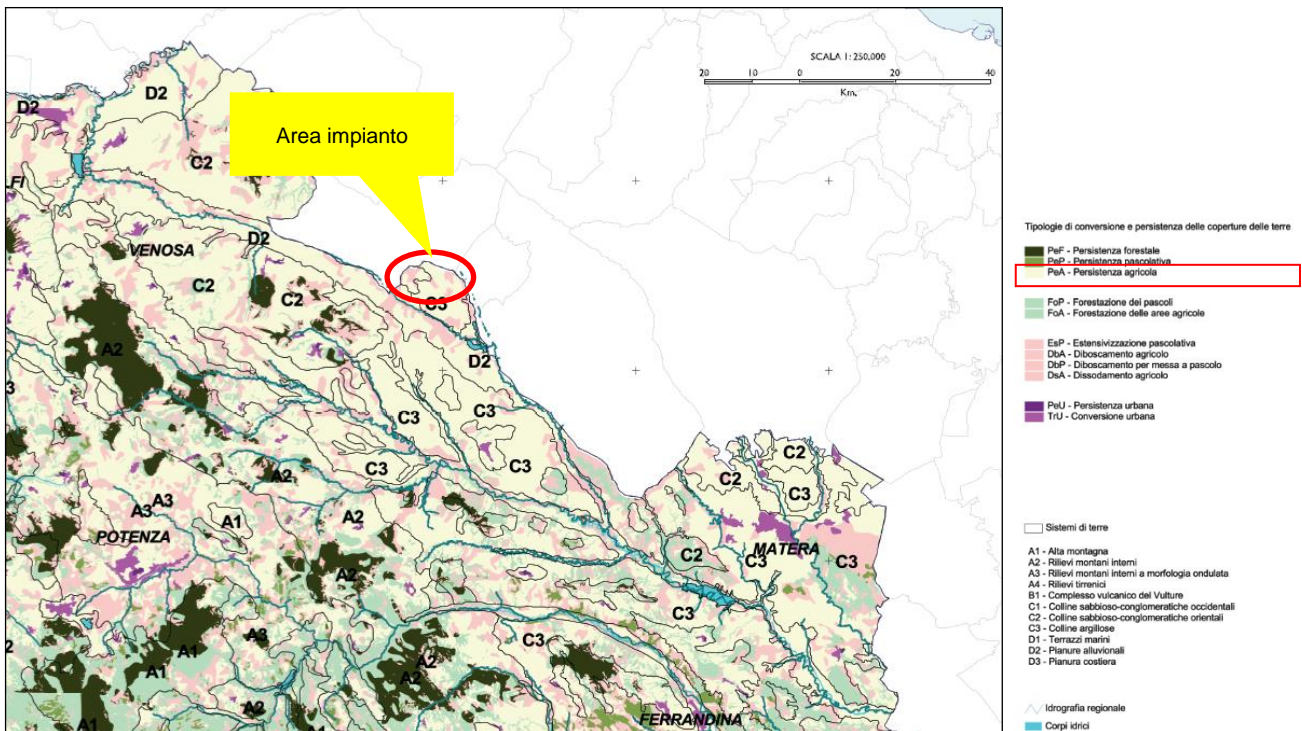 SCALA 1: 250,000
20 10 0 20 40
Km.
D2
D2
Area impianto
C2
LFI
VENOSA
D2
C2
C2
C3
A2
D2
3
C3
C3
C2
C2
C3
C3
C3
A2
A3
A3
A1
A2
POTENZA
C2
MATERA
C3
C3
A2
C3
A3
C3
2
A1
A1
A2
A2
A2
A1
A1
FERRANDINA
Tipologie di conversione e persistenza delle coperture delle terre
PeF - Persistenza forestale
PeP - Persistenza pascolativa
PeA - Persistenza agricola
FoP - Forestazione dei pascoli
FoA - Forestazione delle aree agricole
EsP - Estensivizzazione pascolativa
DbA - Diboscamento agricolo
DbP - Diboscamento per messa a pascolo
DsA - Dissodamento agricolo
PeU - Persistenza urbana
TrU - Conversione urbana
Sistemi di terre
A1 - Alta montagna
A2 - Rilievi montani interni
A3 - Rilievi montani interni a morfologia ondulata
A4 - Rilievi tirrenici
B1 - Complesso vulcanico del Vulture
C1 - Colline sabbioso-conglomeratiche occidentali
C2 - Colline sabbioso-conglomeratiche orientali
C3 - Colline argillose
D1 - Terrazzi marini
D2 - Pianure alluvionali
D3 - Pianura costiera
Idrografia regionale
Corpi idrici